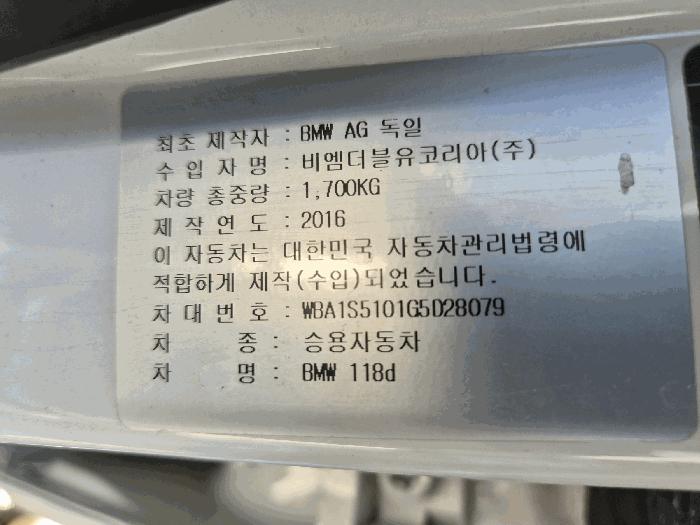 최초 제작자 : BMW AG 독일
수 입 자 명 : 비엠더블유코리아(주)
차량 총중량 : 1,700KG
제 작 연 도 : 2016
이 자동차는 대한민국 자동차관리법령에
적합하게 제작(수입)되었습니다.
차 대 번 호 : WBA1S5101G5D28079
차 종 : 승용자동차
차 명 : BMW 118d